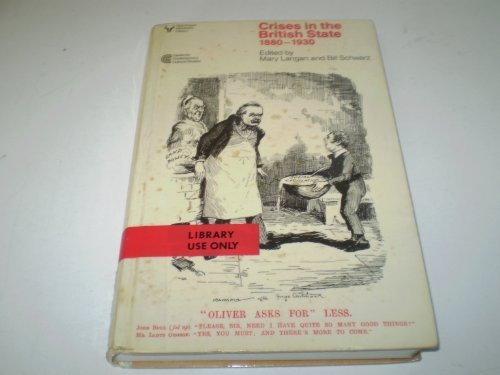 Crises in the
British State
1880–1930
Edited by
Mary Langan and Bill Schwarz
LIBRARY
USE ONLY
"OLIVER ASKS FOR" LESS.
JOHN BULL (fed up). "PLEASE, SIR, NEED I HAVE QUITE SO MANY GOOD THINGS?"
MR. LLOYD GEORGE. "YES, YOU MUST; AND THERE'S MORE TO COME."